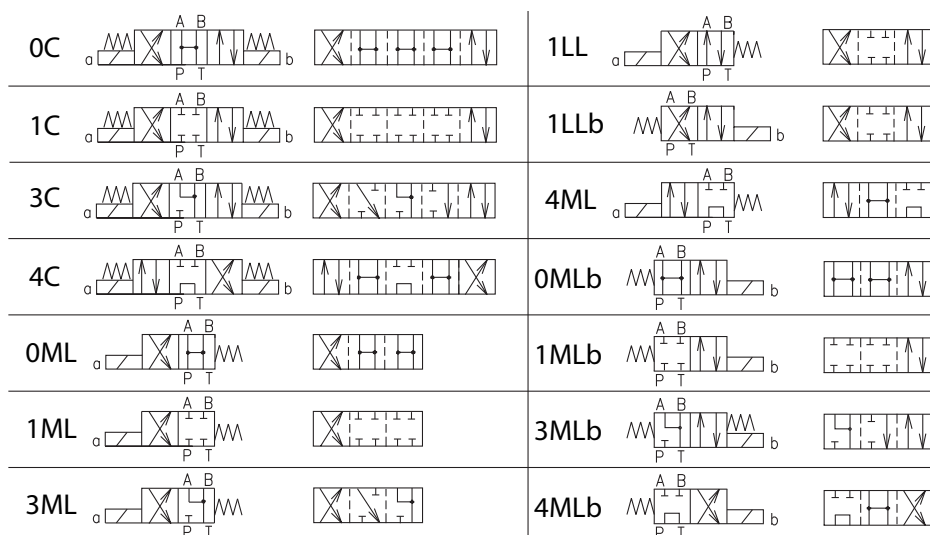 A B
0C a b
P T
A B
1C a b
P T
A B
3C a b
P T
A B
4C a b
P T
A B
0ML a
P T
A B
1ML a
P T
A B
3ML a
P T
A B
1LL a
P T
A B
1LLb b
P T
A B
4ML a
P T
A B
0MLb b
P T
A B
1MLb b
P T
A B
3MLb b
P T
A B
4MLb b
P T